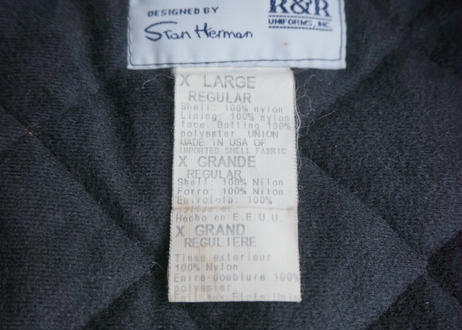 DESIGNED BY
Stan Herman
R&R
UNIFORMS, INC.
X LARGE
REGULAR
Shell: 100% nylon
Lining: 100% nylon
face. Batting 100%
polyester. UNION
MADE IN USA OF
IMPORTED SHELL FABRIC
X GRANDE
REGULAR
Shell: 100% Nilon
Forro: 100% Nilon
100%
Hecho en E.E.U.U.
X GRAND
REGULIERE
Tissu exterieur
100% Nylon
100%
polyester.